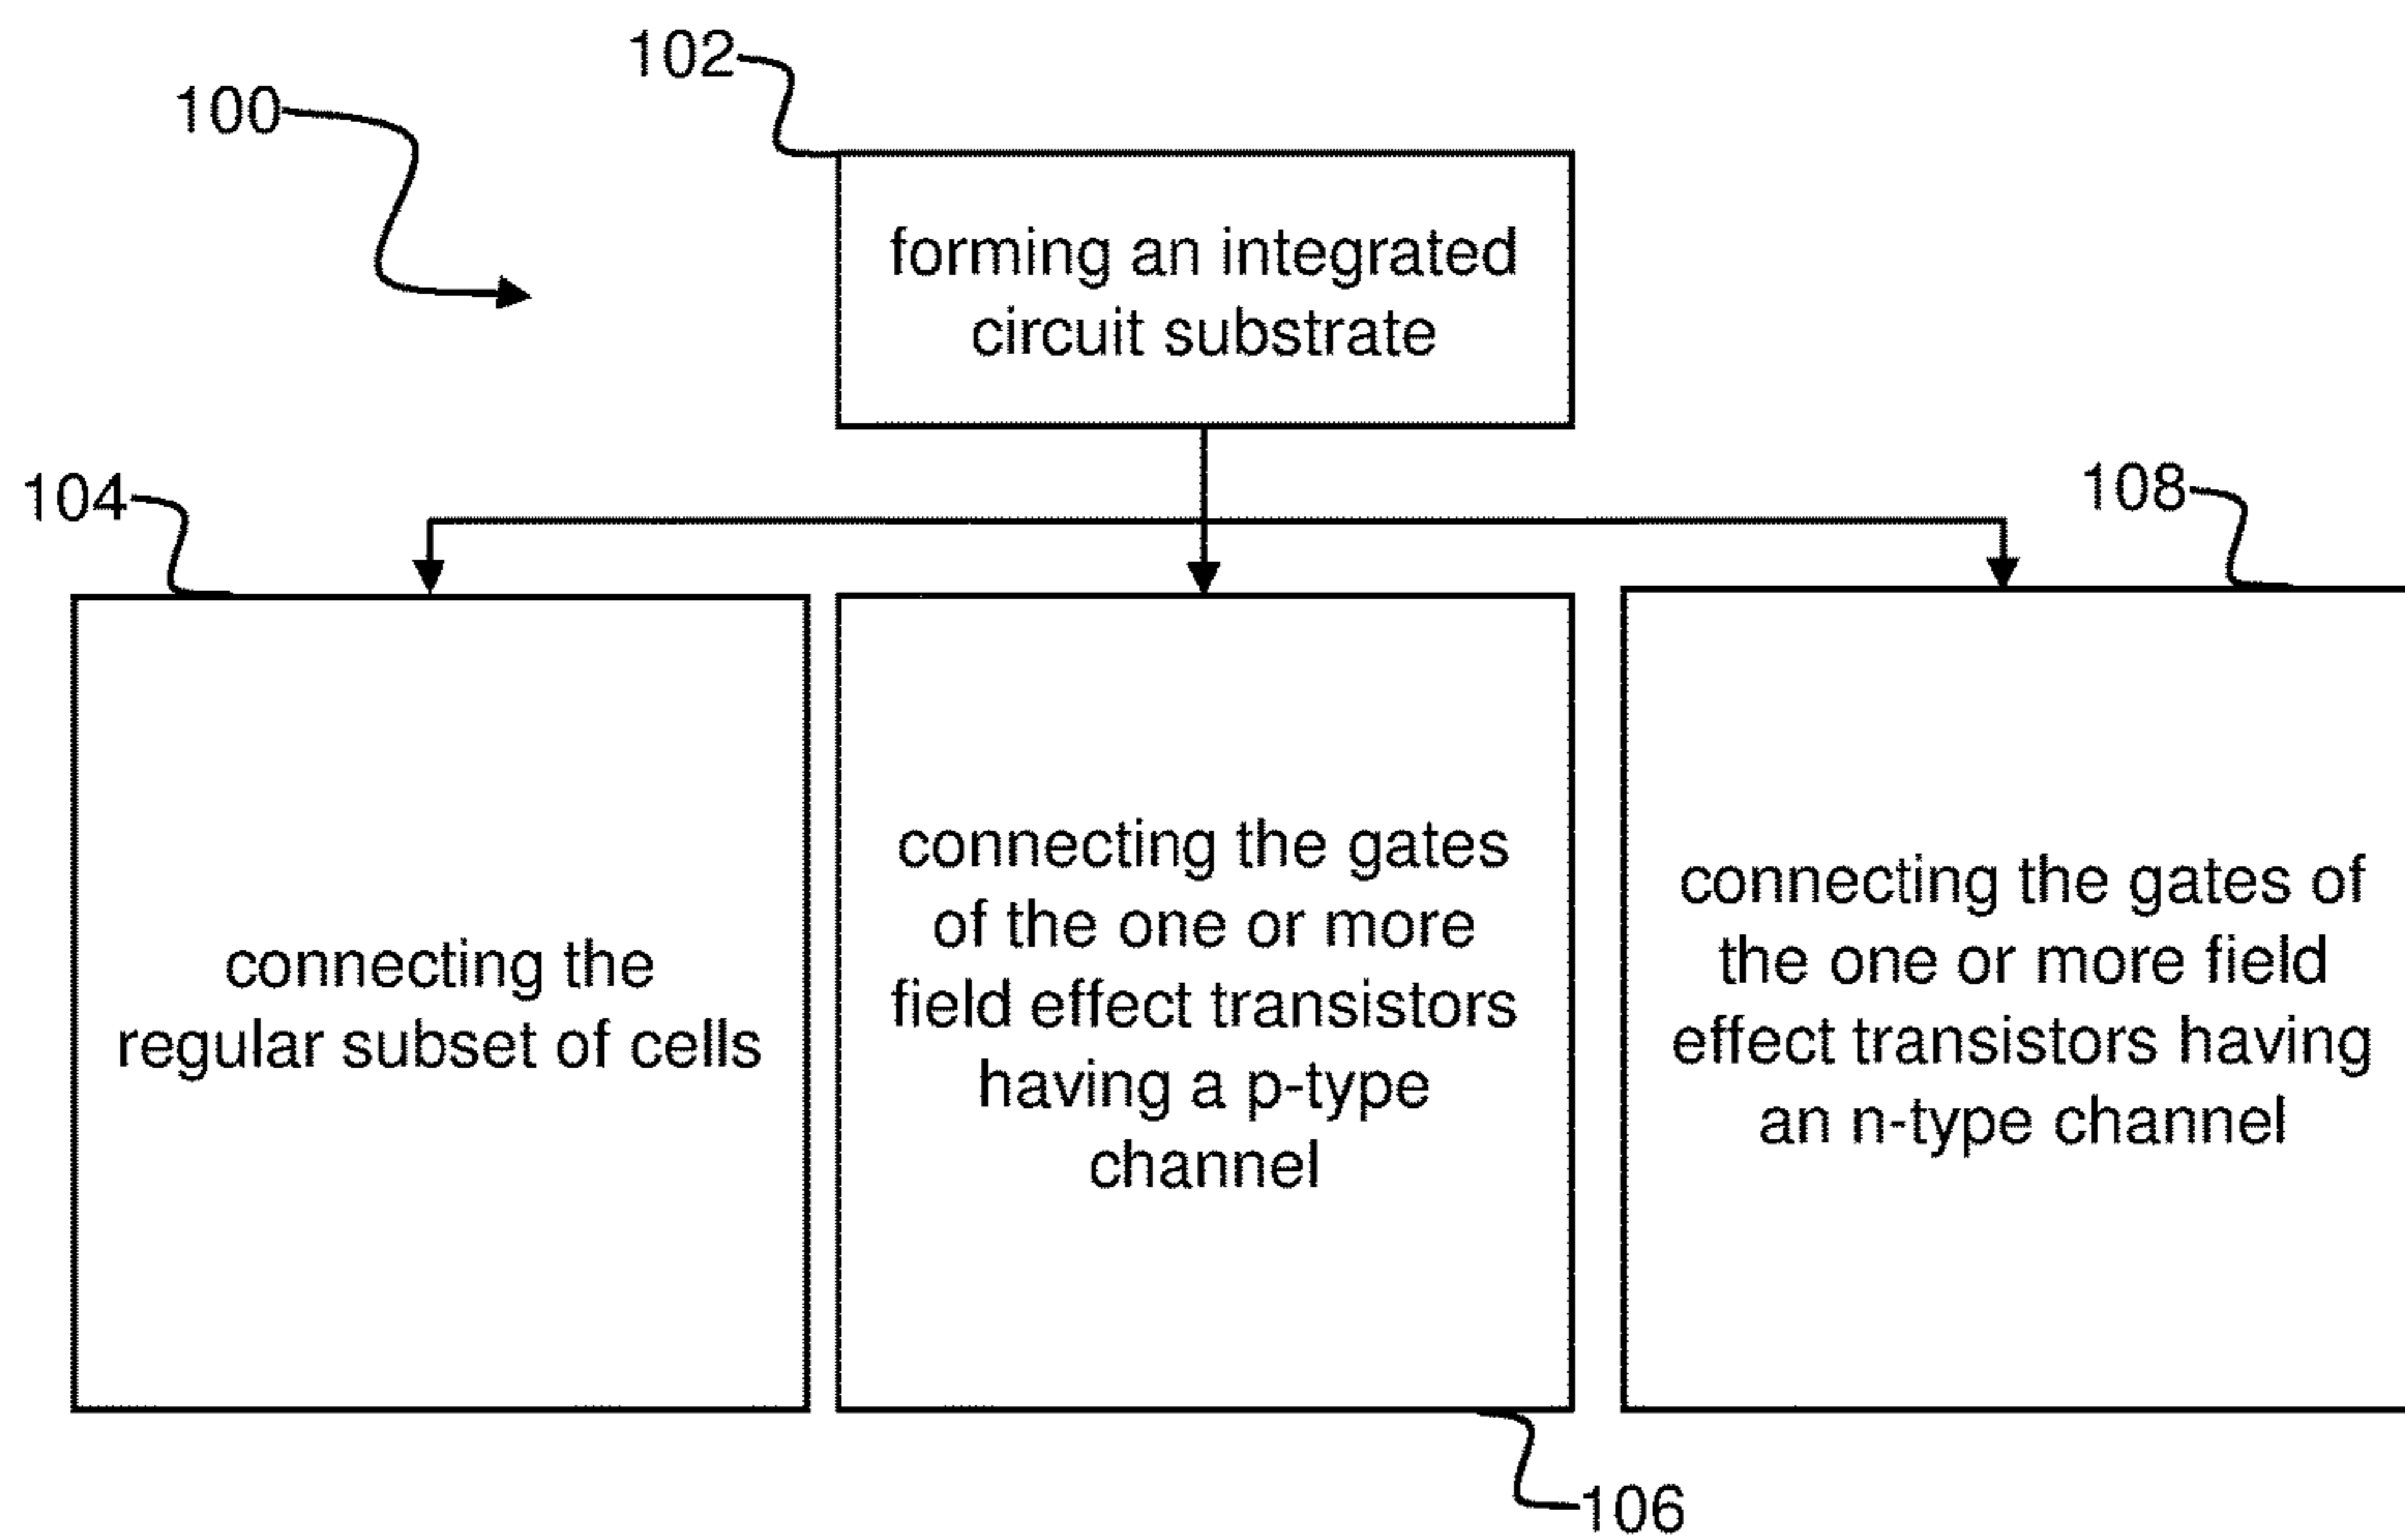 102
100
forming an integrated
circuit substrate
104
108
connecting the
regular subset of cells
connecting the gates
of the one or more
field effect transistors
having a p-type
channel
connecting the gates of
the one or more field
effect transistors having
an n-type channel
106